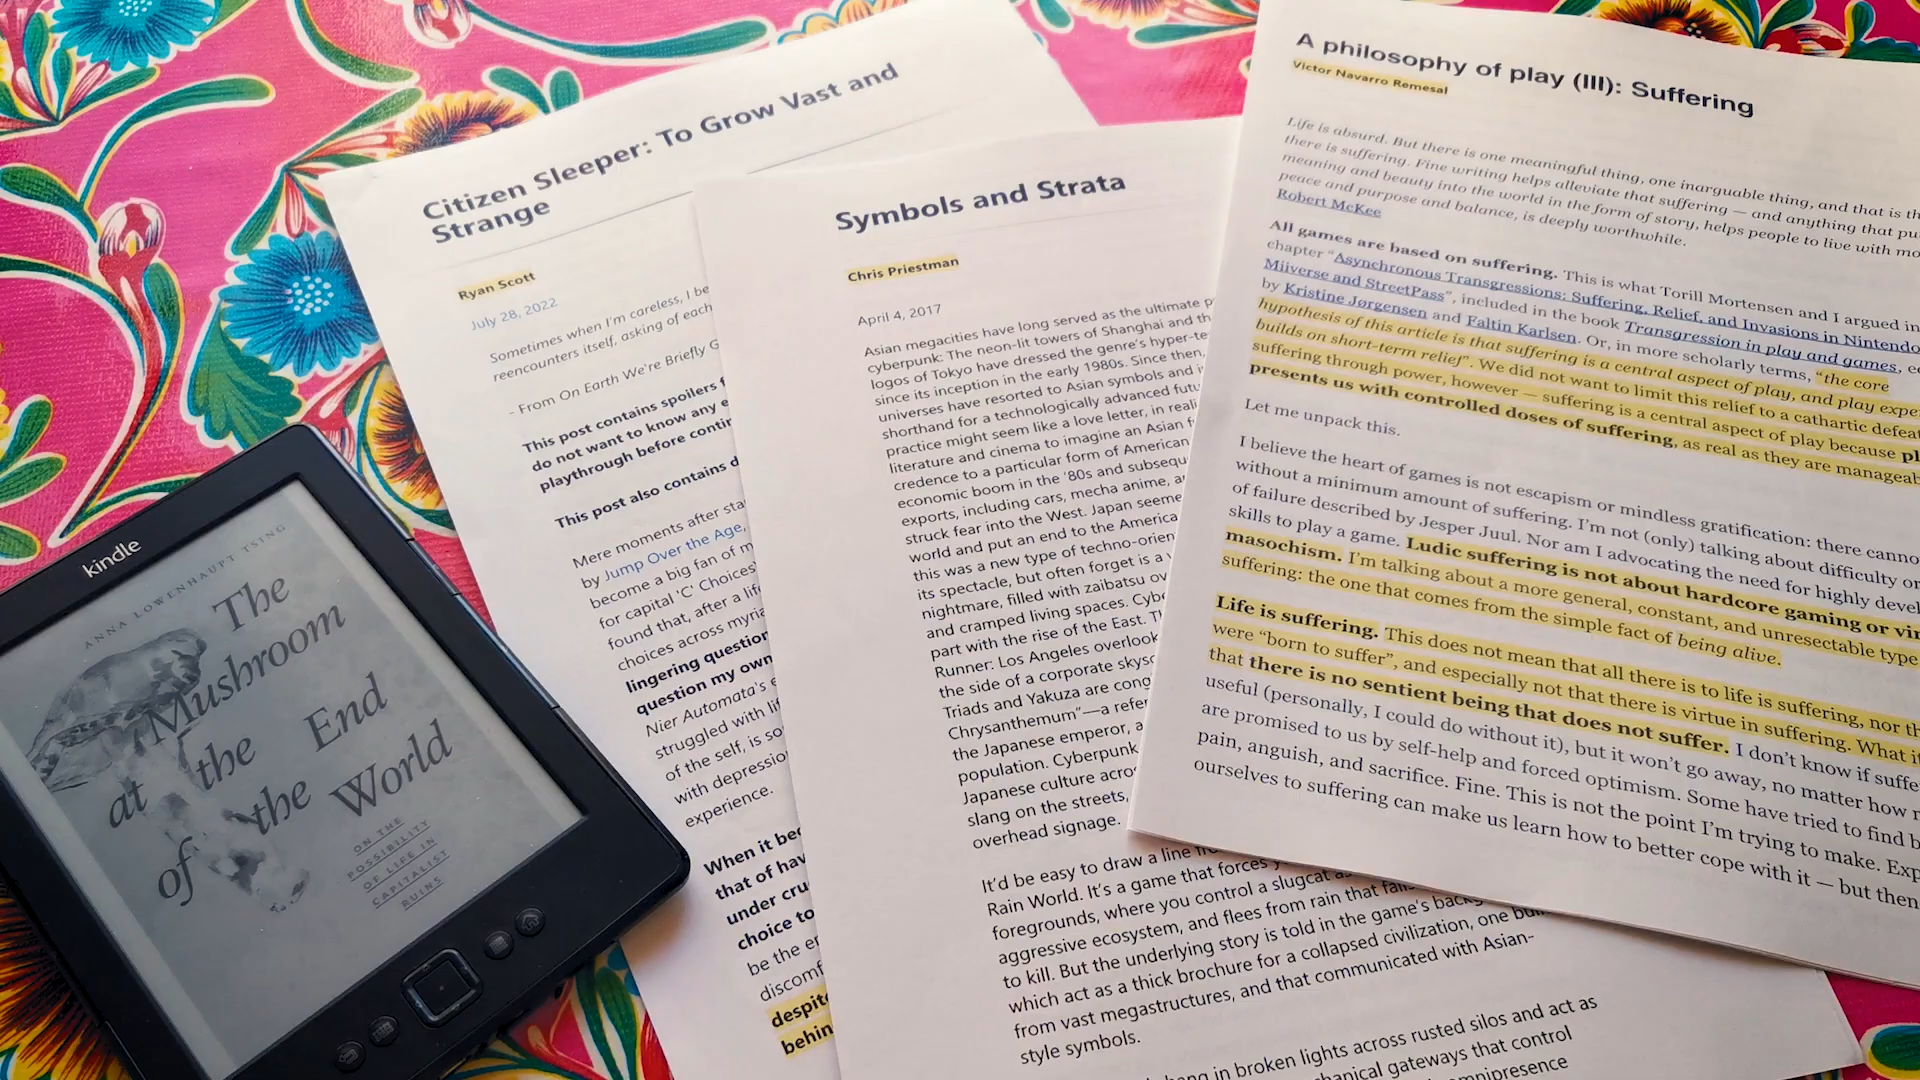 kindle
ANNA LOWENHAUPT TSING
The
Mushroom
at the End
of the World
ON THE
POSSIBILITY
OF LIFE IN
CAPITALIST
RUINS
Citizen Sleeper: To Grow Vast and
Strange
Ryan Scott
July 28, 2022
Sometimes when I'm careless, I be
reencounters itself, asking of each
- From On Earth We're Briefly G
This post contains spoilers f
do not want to know any e
playthrough before contin
This post also contains d
Mere moments after sta
by Jump Over the Age,
become a big fan of m
for capital 'C' Choices
found that, after a life
choices across myria
lingering question
question my own
Nier Automata's e
struggled with lif
of the self, is so
with depressio
experience.
When it bec
that of hav
under cru
choice to
be the er
discomf
despite
behin
Symbols and Strata
Chris Priestman
April 4, 2017
Asian megacities have long served as the ultimate p
cyberpunk: The neon-lit towers of Shanghai and th
logos of Tokyo have dressed the genre's hyper-te
since its inception in the early 1980s. Since then,
universes have resorted to Asian symbols and i
shorthand for a technologically advanced futu
practice might seem like a love letter, in reali
literature and cinema to imagine an Asian f
credence to a particular form of American
economic boom in the '80s and subsequ
exports, including cars, mecha anime, a
struck fear into the West. Japan seeme
world and put an end to the America
this was a new type of techno-orien
its spectacle, but often forget is a
nightmare, filled with zaibatsu ov
and cramped living spaces. Cybe
part with the rise of the East. T
Runner: Los Angeles overlook
the side of a corporate skysc
Triads and Yakuza are cong
Chrysanthemum"—a refer
the Japanese emperor, a
population. Cyberpunk
Japanese culture acros
slang on the streets,
overhead signage.
It'd be easy to draw a line fro
Rain World. It's a game that forces y
foregrounds, where you control a slugcat as
aggressive ecosystem, and flees from rain that falls
to kill. But the underlying story is told in the game's backg
which act as a thick brochure for a collapsed civilization, one bui
from vast megastructures, and that communicated with Asian-
style symbols.
hang in broken lights across rusted silos and act as
hanical gateways that control
mnipresence
A philosophy of play (III): Suffering
Víctor Navarro Remesal
Life is absurd. But there is one meaningful thing, one inarguable thing, and that is th
there is suffering. Fine writing helps alleviate that suffering — and anything that pu
meaning and beauty into the world in the form of story, helps people to live with mo
peace and purpose and balance, is deeply worthwhile.
Robert McKee
All games are based on suffering. This is what Torill Mortensen and I argued in
chapter "Asynchronous Transgressions: Suffering, Relief, and Invasions in Nintendo
Miiverse and StreetPass", included in the book Transgression in play and games, e
by Kristine Jørgensen and Faltin Karlsen. Or, in more scholarly terms, "the core
hypothesis of this article is that suffering is a central aspect of play, and play expe
builds on short-term relief". We did not want to limit this relief to a cathartic defeat
suffering through power, however — suffering is a central aspect of play because pl
presents us with controlled doses of suffering, as real as they are manageab
Let me unpack this.
I believe the heart of games is not escapism or mindless gratification: there canno
without a minimum amount of suffering. I'm not (only) talking about difficulty or
of failure described by Jesper Juul. Nor am I advocating the need for highly devel
skills to play a game. Ludic suffering is not about hardcore gaming or vir
masochism. I'm talking about a more general, constant, and unresectable type
suffering: the one that comes from the simple fact of being alive.
Life is suffering. This does not mean that all there is to life is suffering, nor th
were "born to suffer", and especially not that there is virtue in suffering. What i
that there is no sentient being that does not suffer. I don't know if suffe
useful (personally, I could do without it), but it won't go away, no matter how
are promised to us by self-help and forced optimism. Some have tried to find b
pain, anguish, and sacrifice. Fine. This is not the point I'm trying to make. Exp
ourselves to suffering can make us learn how to better cope with it — but then